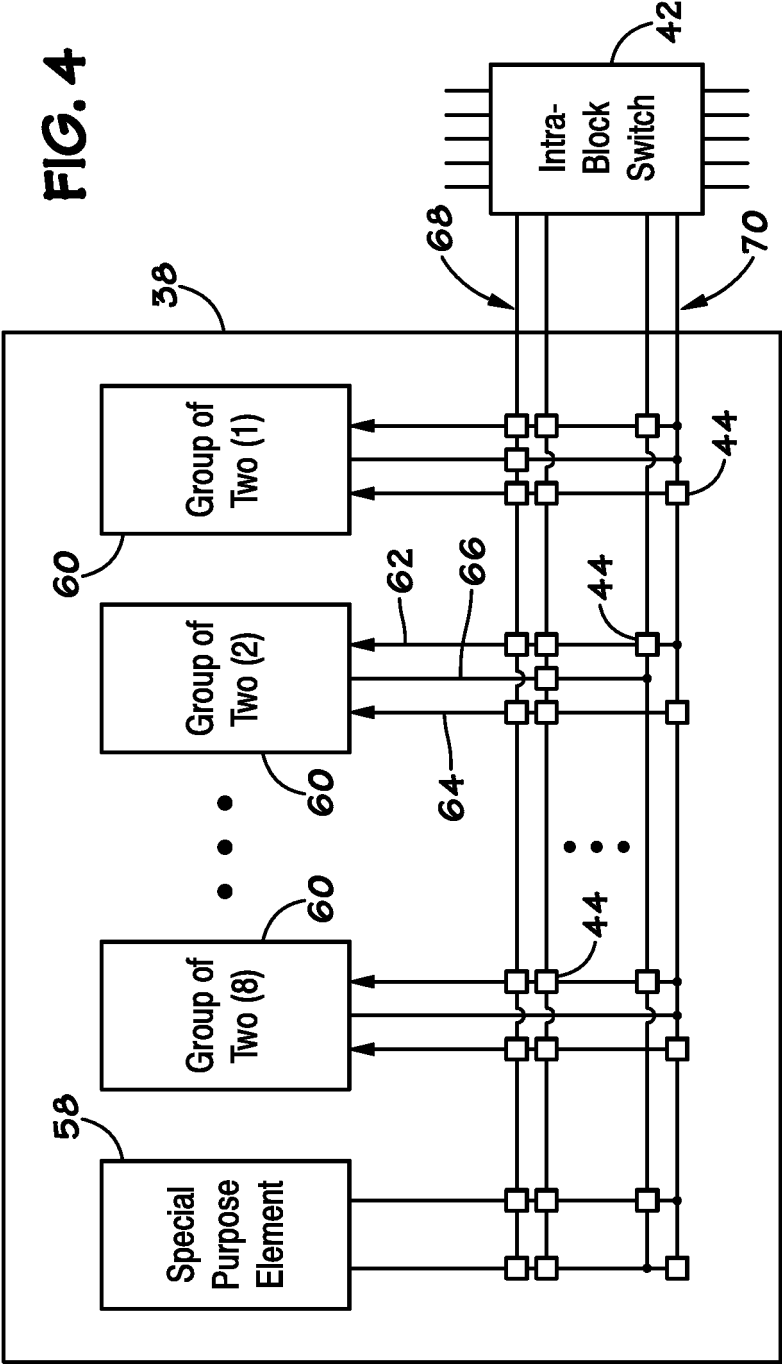 FIG. 4
58
60
38
Special
Purpose
Element
Group of
Two (8)
Group of
Two (2)
Group of
Two (1)
60
60
62
64
66
68
44
44
44
Intra-
Block
Switch
42
70